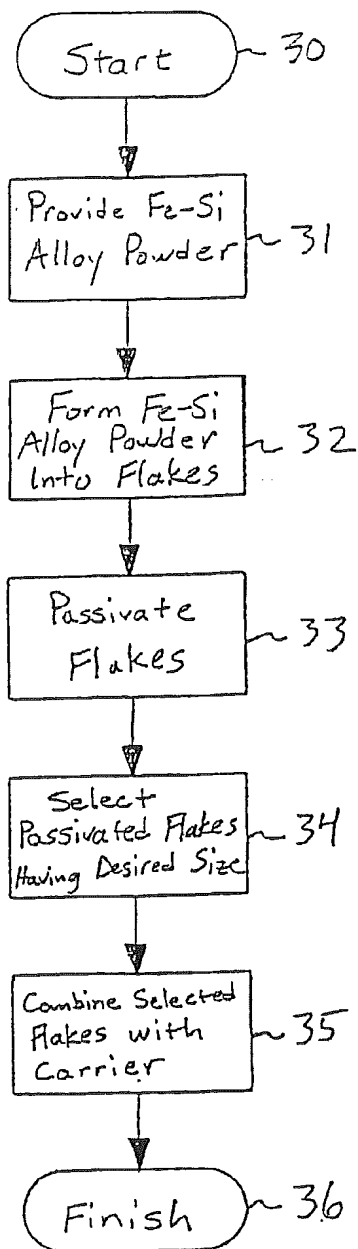 Start
30
Provide Fe-Si
Alloy Powder
31
Form Fe-Si
Alloy Powder
Into Flakes
32
Passivate
Flakes
33
Select
Passivated Flakes
Having Desired Size
34
Combine Selected
Flakes with
Carrier
35
Finish
36